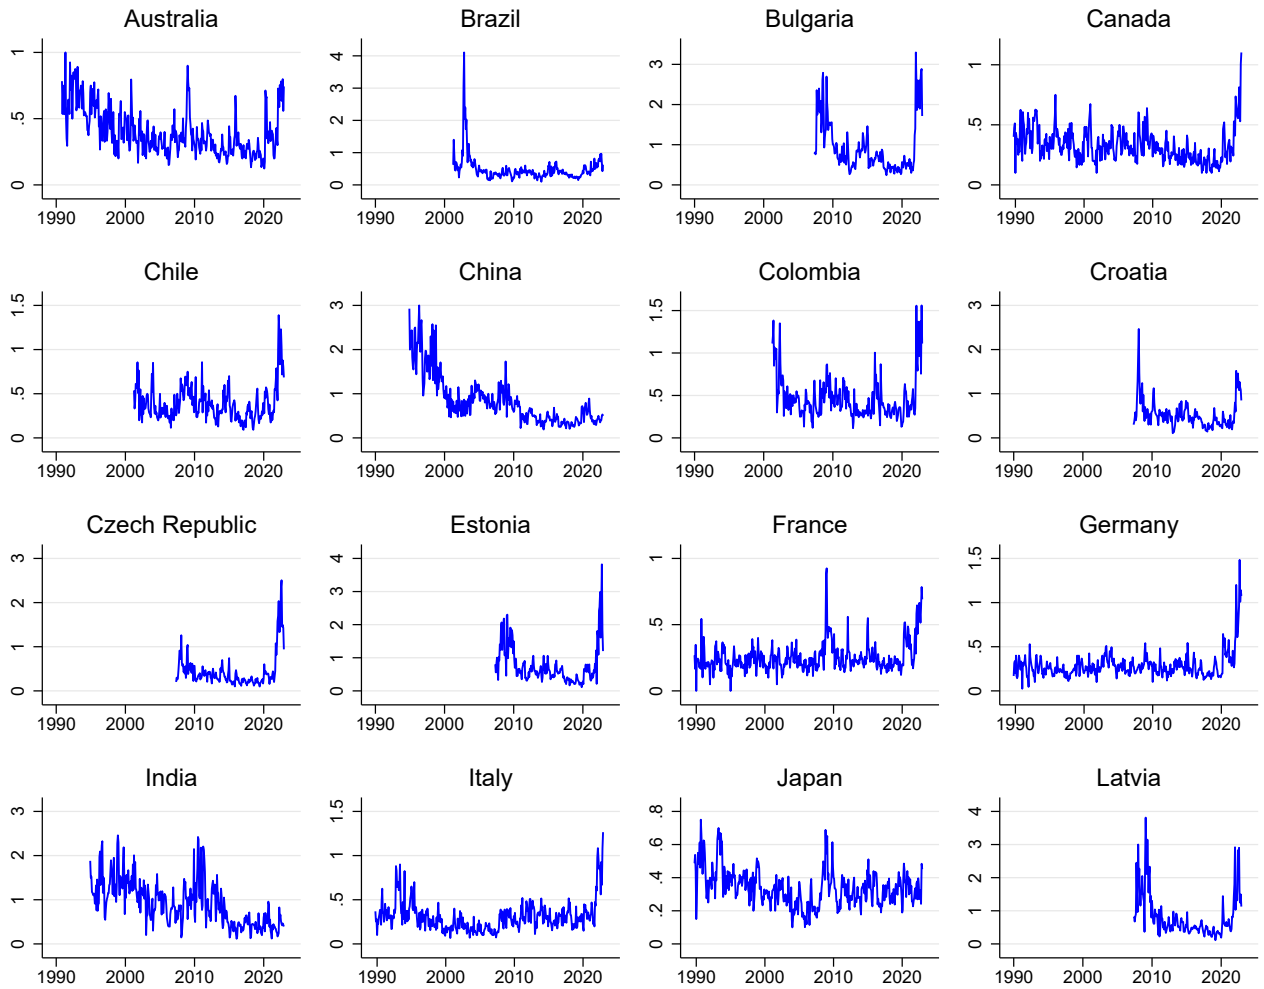 Australia Brazil Bulgaria Canada
1 4 3 1
.5 3 2 .5
2 1
0 1 0 0
0
1990 2000 2010 2020 1990 2000 2010 2020 1990 2000 2010 2020 1990 2000 2010 2020
Chile China Colombia Croatia
1.5 3 1.5 3
1 2 1 2
.5 1 .5 1
0 0 0 0
1990 2000 2010 2020 1990 2000 2010 2020 1990 2000 2010 2020 1990 2000 2010 2020
Czech Republic Estonia France Germany
3 4 1 1.5
2 3 .5 1
1 2 .5
0 1 0 0
0
1990 2000 2010 2020 1990 2000 2010 2020 1990 2000 2010 2020 1990 2000 2010 2020
India Italy Japan Latvia
3 1.5 .8 4
2 1 .6 3
1 .5 .4 2
0 0 .2 1
0 0
1990 2000 2010 2020 1990 2000 2010 2020 1990 2000 2010 2020 1990 2000 2010 2020